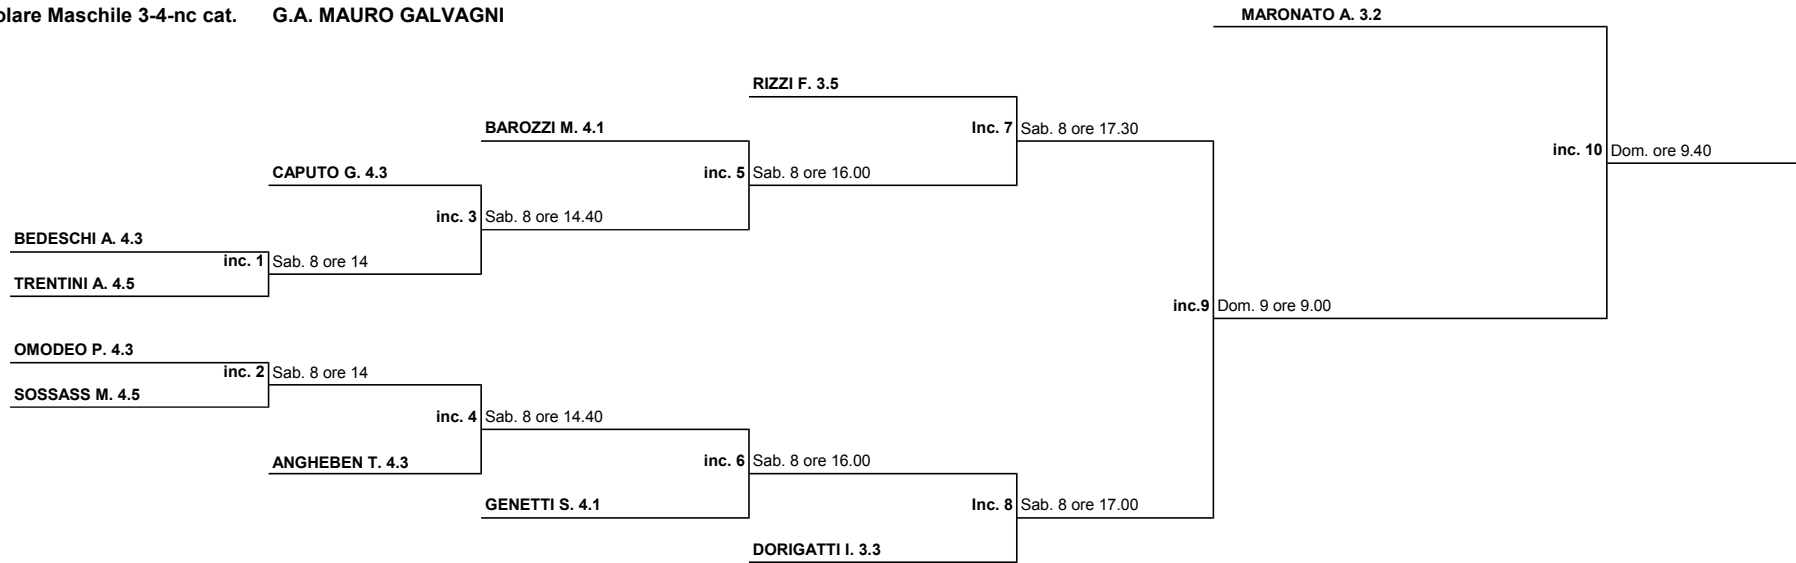 olare Maschile 3-4-nc cat. G.A. MAURO GALVAGNI
MARONATO A. 3.2
RIZZI F. 3.5
BAROZZI M. 4.1
Inc. 7 Sab. 8 ore 17.30
inc. 10 Dom. ore 9.40
CAPUTO G. 4.3
inc. 5 Sab. 8 ore 16.00
inc. 3 Sab. 8 ore 14.40
BEDESCHI A. 4.3
inc. 1 Sab. 8 ore 14
TRENTINI A. 4.5
inc.9 Dom. 9 ore 9.00
OMODEO P. 4.3
inc. 2 Sab. 8 ore 14
SOSSASS M. 4.5
inc. 4 Sab. 8 ore 14.40
ANGHEBEN T. 4.3
inc. 6 Sab. 8 ore 16.00
GENETTI S. 4.1
Inc. 8 Sab. 8 ore 17.00
DORIGATTI I. 3.3